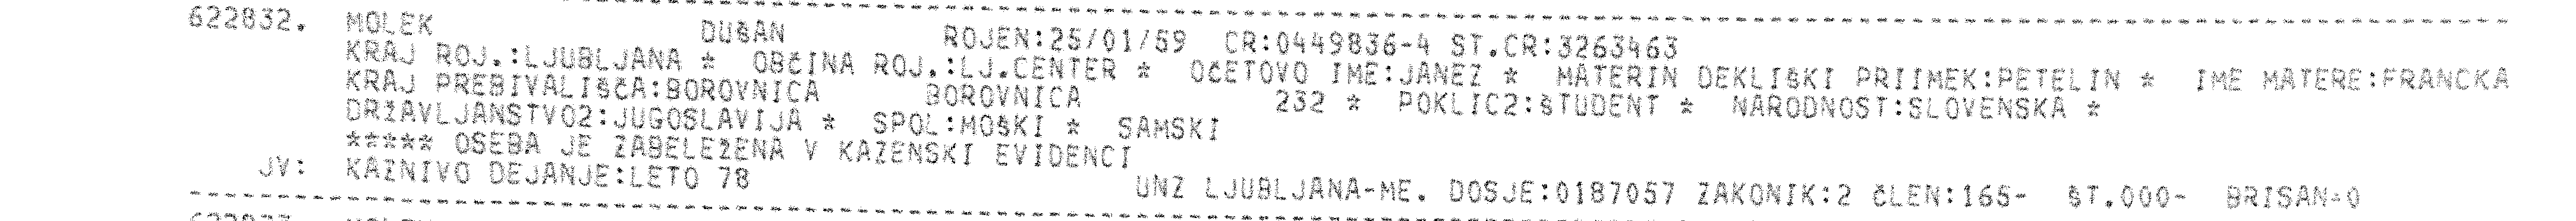 622832. MOLEK DUŠAN ROJEN:25/01/59 CR:0449836-4 ST.CR:3263463
KRAJ ROJ.:LJUBLJANA * OBČINA ROJ.:LJ.CENTER * OČETOVO IME:JANEZ * MATERIN DEKLIŠKI PRIIMEK:PETELIN * IME MATERE:FRANCKA
KRAJ PREBIVALIŠČA:BOROVNICA BOROVNICA 232 * POKLIC2:ŠTUDENT * NARODNOST:SLOVENSKA *
DRŽAVLJANSTVO2:JUGOSLAVIJA * SPOL:MOŠKI * SAMSKI
***** OSEBA JE ZABELEŽENA V KAZENSKI EVIDENCI
JV: KAZNIVO DEJANJE:LETO 78 UNZ LJUBLJANA-ME. DOSJE:0187057 ZAKONIK:2 ČLEN:165- ŠT.000- BRISAN=0